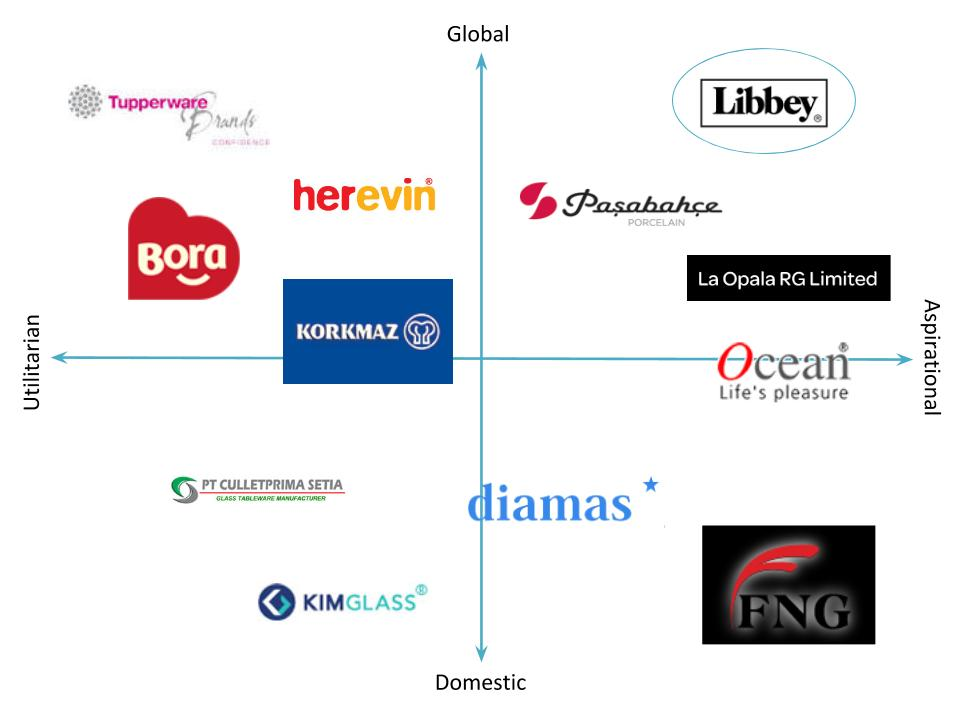 Global
Tupperware
Brands
CONFIDENCE
Libbey®
herevin®
Paşabahçe
PORCELAIN
Bora
La Opala RG Limited
KORKMAZ
Utilitarian
Aspirational
Ocean®
Life's pleasure
PT CULLETPRIMA SETIA
GLASS TABLEWARE MANUFACTURER
diamas
FNG
KIMGLASS®
Domestic